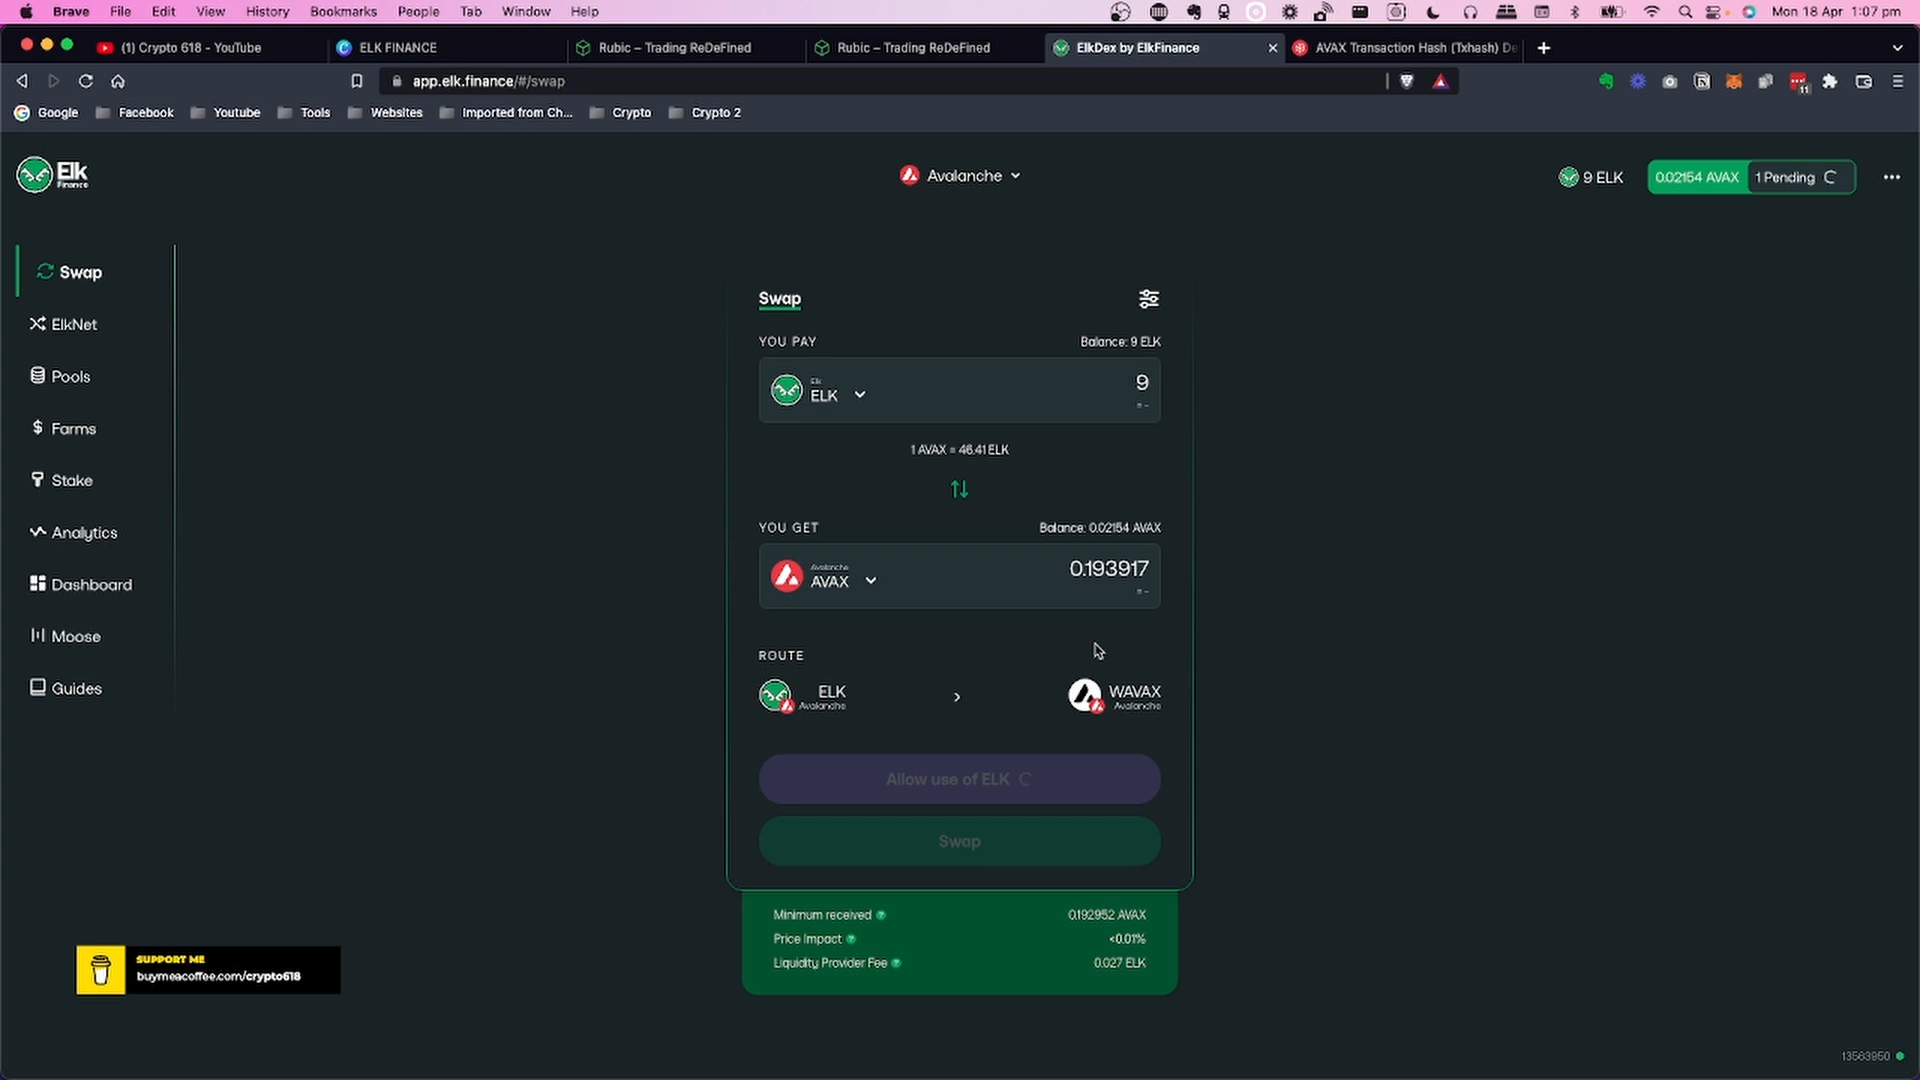 Brave File Edit View History Bookmarks People Tab Window Help Mon 18 Apr 1:07 pm
(1) Crypto 618 - YouTube ELK FINANCE Rubic – Trading ReDeFined Rubic – Trading ReDeFined ElkDex by ElkFinance AVAX Transaction Hash (Txhash) De
app.elk.finance/#/swap 11
Google Facebook Youtube Tools Websites Imported from Ch... Crypto Crypto 2
Elk
Finance
Avalanche
9 ELK 0.02154 AVAX 1 Pending
Swap
ElkNet
Pools
Farms
Stake
Analytics
Dashboard
Moose
Guides
Swap
YOU PAY Balance: 9 ELK
Elk
ELK 9
= -
1 AVAX = 46.41 ELK
YOU GET Balance: 0.02154 AVAX
Avalanche
AVAX 0.193917
= -
ROUTE
ELK > WAVAX
Avalanche Avalanche
Allow use of ELK
Swap
Minimum received ? 0.192952 AVAX
Price Impact ? <0.01%
Liquidity Provider Fee ? 0.027 ELK
SUPPORT ME
buymeacoffee.com/crypto618
13563950